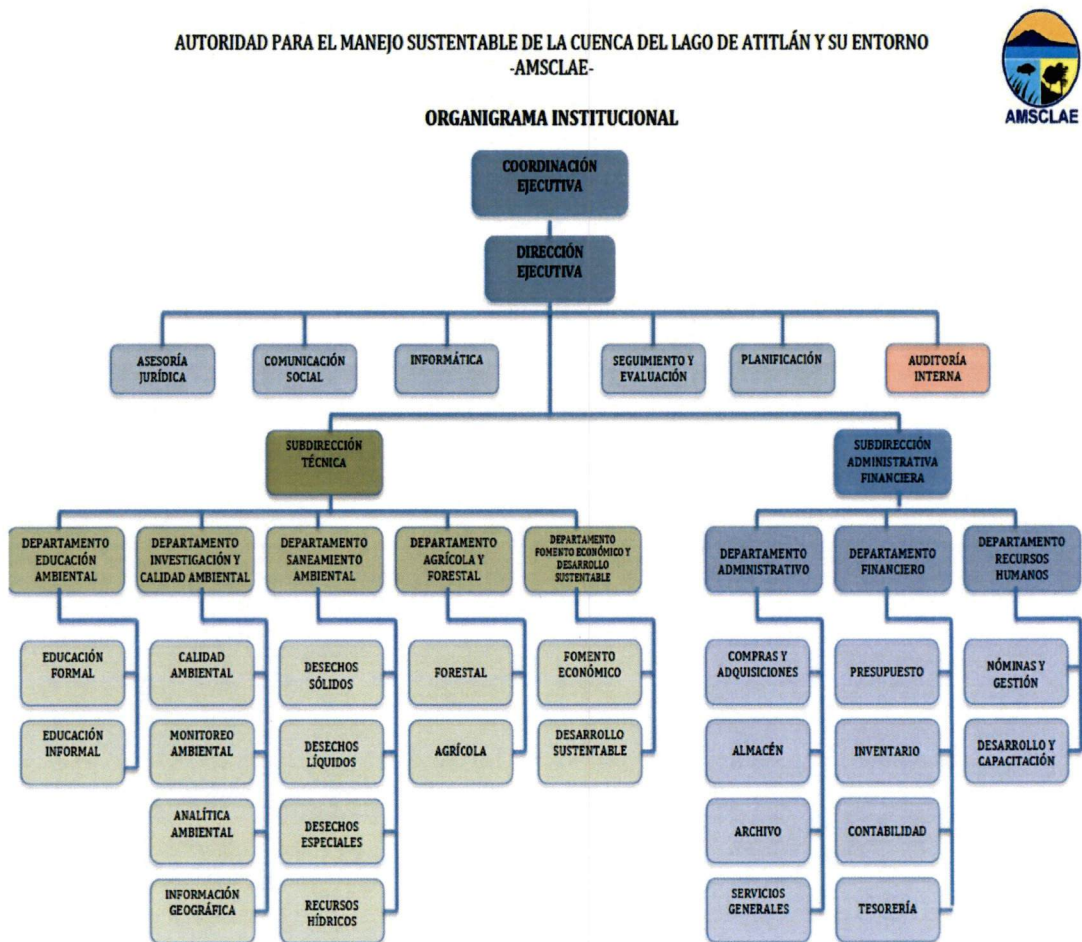 AUTORIDAD PARA EL MANEJO SUSTENTABLE DE LA CUENCA DEL LAGO DE ATITLÁN Y SU ENTORNO
-AMSCLAE-
AMSCLAE
ORGANIGRAMA INSTITUCIONAL
COORDINACIÓN
EJECUTIVA
DIRECCIÓN
EJECUTIVA
ASESORÍA
JURÍDICA
COMUNICACIÓN
SOCIAL
INFORMÁTICA
SEGUIMIENTO Y
EVALUACIÓN
PLANIFICACIÓN
AUDITORÍA
INTERNA
SUBDIRECCIÓN
TÉCNICA
SUBDIRECCIÓN
ADMINISTRATIVA
FINANCIERA
DEPARTAMENTO
EDUCACIÓN
AMBIENTAL
DEPARTAMENTO
INVESTIGACIÓN Y
CALIDAD AMBIENTAL
DEPARTAMENTO
SANEAMIENTO
AMBIENTAL
DEPARTAMENTO
AGRÍCOLA Y
FORESTAL
DEPARTAMENTO
FOMENTO ECONÓMICO Y
DESARROLLO
SUSTENTABLE
DEPARTAMENTO
ADMINISTRATIVO
DEPARTAMENTO
FINANCIERO
DEPARTAMENTO
RECURSOS
HUMANOS
EDUCACIÓN
FORMAL
CALIDAD
AMBIENTAL
DESECHOS
SÓLIDOS
FORESTAL
FOMENTO
ECONÓMICO
COMPRAS Y
ADQUISICIONES
PRESUPUESTO
NÓMINAS Y
GESTIÓN
EDUCACIÓN
INFORMAL
MONITOREO
AMBIENTAL
DESECHOS
LÍQUIDOS
AGRÍCOLA
DESARROLLO
SUSTENTABLE
ALMACÉN
INVENTARIO
DESARROLLO Y
CAPACITACIÓN
ANALÍTICA
AMBIENTAL
DESECHOS
ESPECIALES
ARCHIVO
CONTABILIDAD
INFORMACIÓN
GEOGRÁFICA
RECURSOS
HÍDRICOS
SERVICIOS
GENERALES
TESORERÍA